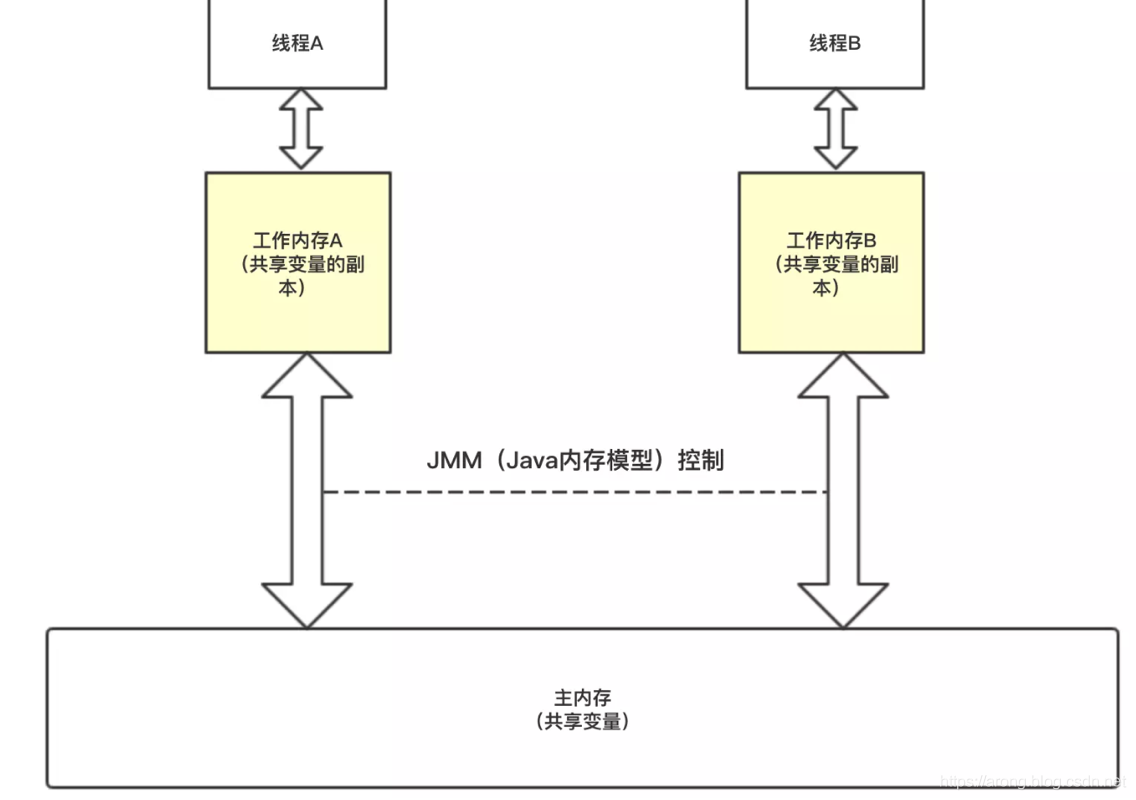 线程A
线程B
工作内存A
（共享变量的副
本）
工作内存B
（共享变量的副
本）
JMM（Java内存模型）控制
主内存
（共享变量）
https://arong.blog.csdn.net